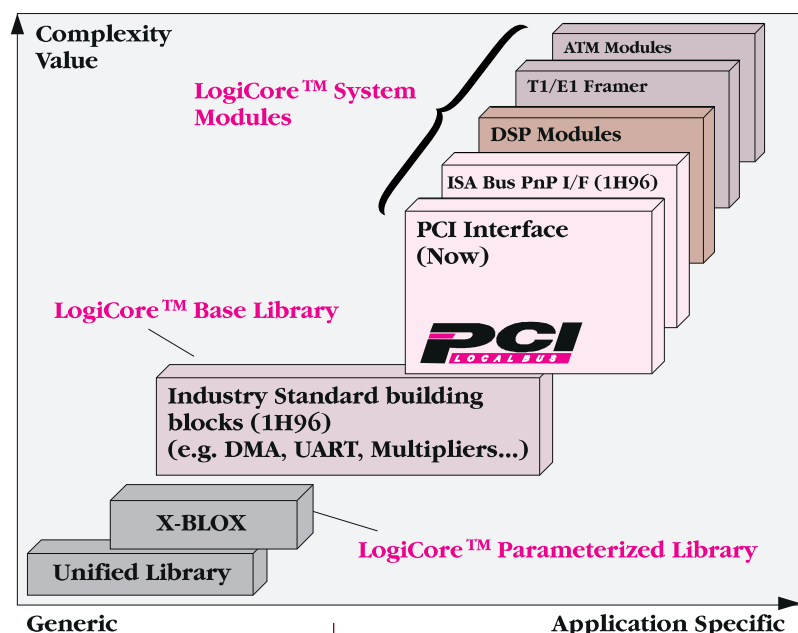 Complexity
Value
LogiCore™ System
Modules
ATM Modules
T1/E1 Framer
DSP Modules
ISA Bus PnP I/F (1H96)
PCI Interface
(Now)
PCI
LOCAL BUS
LogiCore™ Base Library
Industry Standard building
blocks (1H96)
(e.g. DMA, UART, Multipliers...)
X-BLOX
LogiCore™ Parameterized Library
Unified Library
Generic
Application Specific